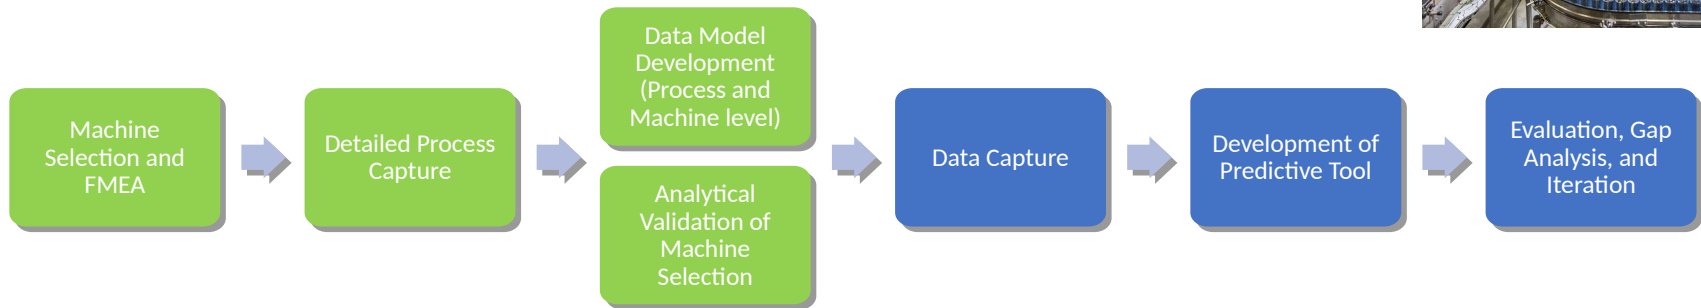 Machine
Selection and
FMEA
Detailed Process
Capture
Data Model
Development
(Process and
Machine level)
Analytical
Validation of
Machine
Selection
Data Capture
Development of
Predictive Tool
Evaluation, Gap
Analysis, and
Iteration